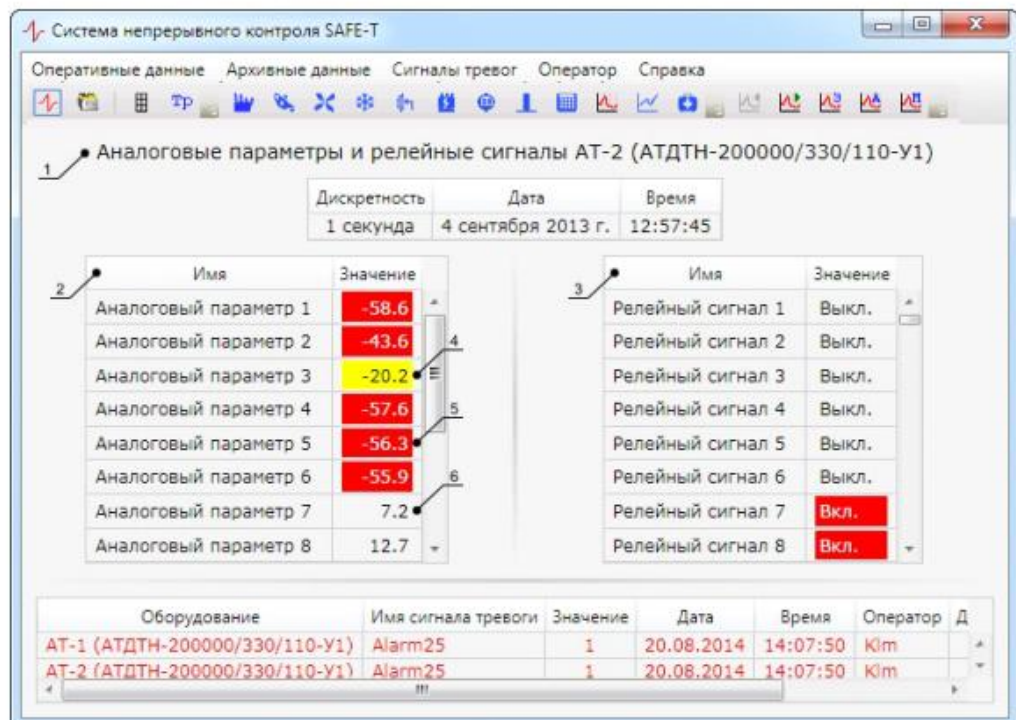 Система непрерывного контроля SAFE-T
Оперативные данные Архивные данные Сигналы тревог Оператор Справка
Тр
1 Аналоговые параметры и релейные сигналы АТ-2 (АТДТН-200000/330/110-У1)
Дискретность Дата Время
1 секунда 4 сентября 2013 г. 12:57:45
2 Имя Значение
Аналоговый параметр 1 -58.6
Аналоговый параметр 2 -43.6
Аналоговый параметр 3 -20.2 4
Аналоговый параметр 4 -57.6
Аналоговый параметр 5 -56.3 5
Аналоговый параметр 6 -55.9
Аналоговый параметр 7 7.2 6
Аналоговый параметр 8 12.7
3 Имя Значение
Релейный сигнал 1 Выкл.
Релейный сигнал 2 Выкл.
Релейный сигнал 3 Выкл.
Релейный сигнал 4 Выкл.
Релейный сигнал 5 Выкл.
Релейный сигнал 6 Выкл.
Релейный сигнал 7 Вкл.
Релейный сигнал 8 Вкл.
Оборудование Имя сигнала тревоги Значение Дата Время Оператор Д
АТ-1 (АТДТН-200000/330/110-У1) Alarm25 1 20.08.2014 14:07:50 Klm
АТ-2 (АТДТН-200000/330/110-У1) Alarm25 1 20.08.2014 14:07:50 Klm